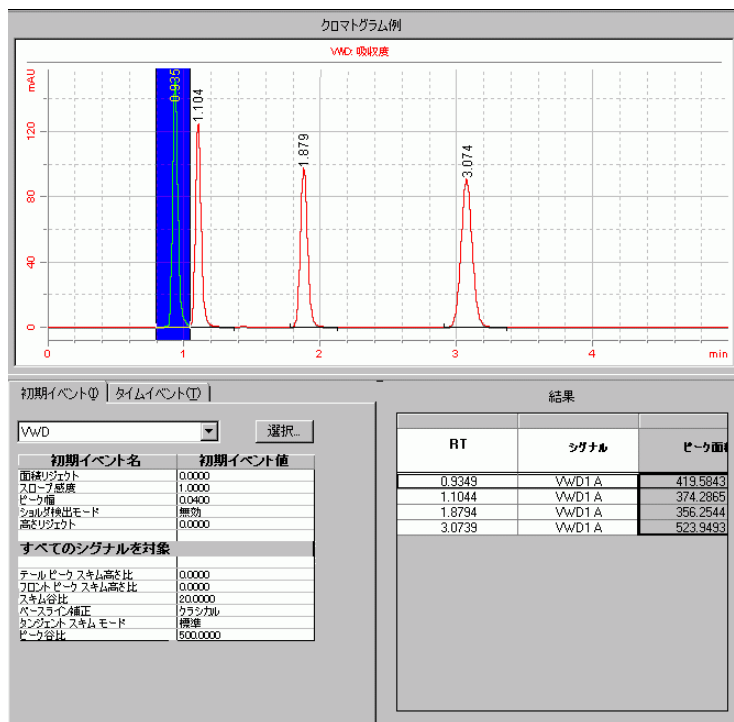 クロマトグラム例
VWD: 吸収度
mAU
120
80
40
0
0.935
1.104
1.879
3.074
0 1 2 3 4 min
初期イベント(I) タイムイベント(T)
VWD 選択...
初期イベント名 初期イベント値
面積リジェクト 0.0000
スロープ感度 1.0000
ピーク幅 0.0400
ショルダ検出モード 無効
高さリジェクト 0.0000
すべてのシグナルを対象
テール ピーク スキム高さ比 0.0000
フロント ピーク スキム高さ比 0.0000
スキム谷比 20.0000
ベースライン補正 クラシカル
タンジェント スキム モード 標準
ピーク谷比 500.0000
結果
RT シグナル ピーク面
0.9349 VWD1 A 419.5843
1.1044 VWD1 A 374.2865
1.8794 VWD1 A 356.2544
3.0739 VWD1 A 523.9493